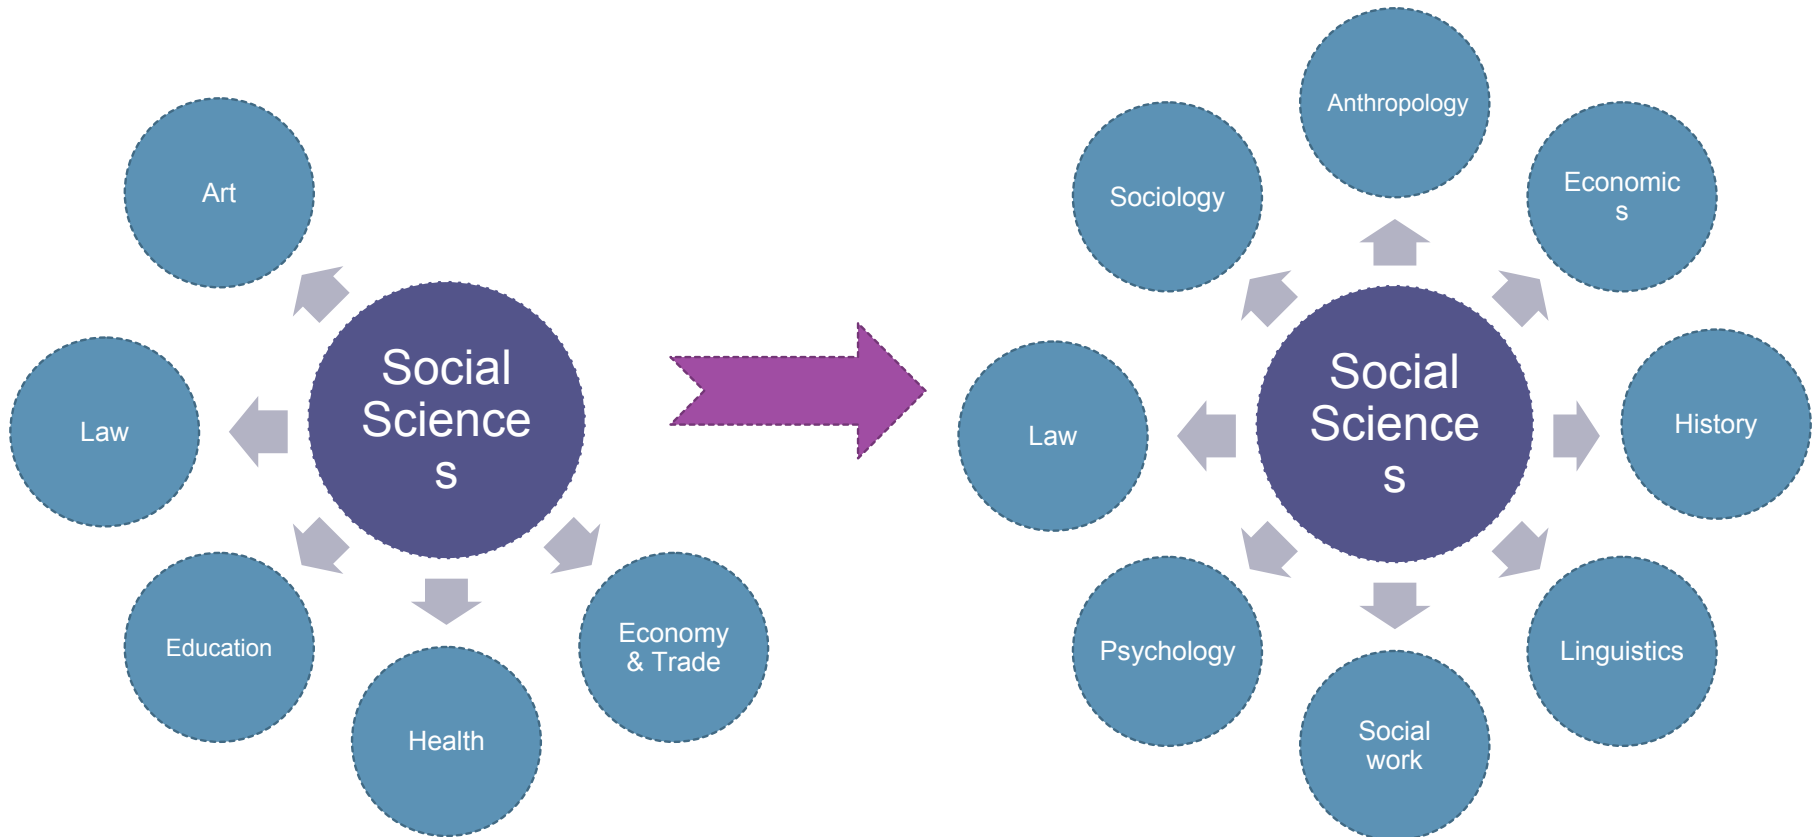 Art
Law
Social
Science
s
Education
Health
Economy
& Trade
Anthropology
Sociology
Economic
s
Law
Social
Science
s
History
Psychology
Linguistics
Social
work